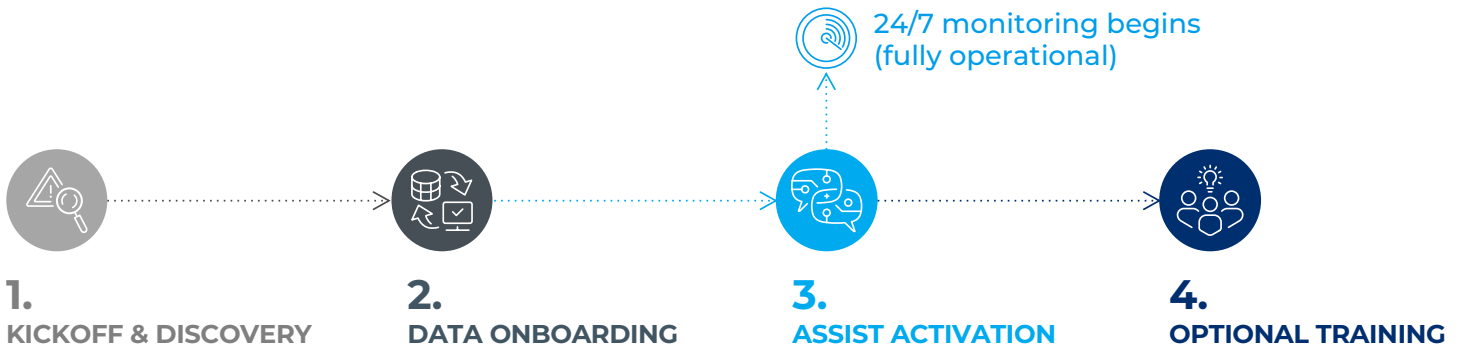 24/7 monitoring begins
(fully operational)
1.
KICKOFF & DISCOVERY
2.
DATA ONBOARDING
3.
ASSIST ACTIVATION
4.
OPTIONAL TRAINING